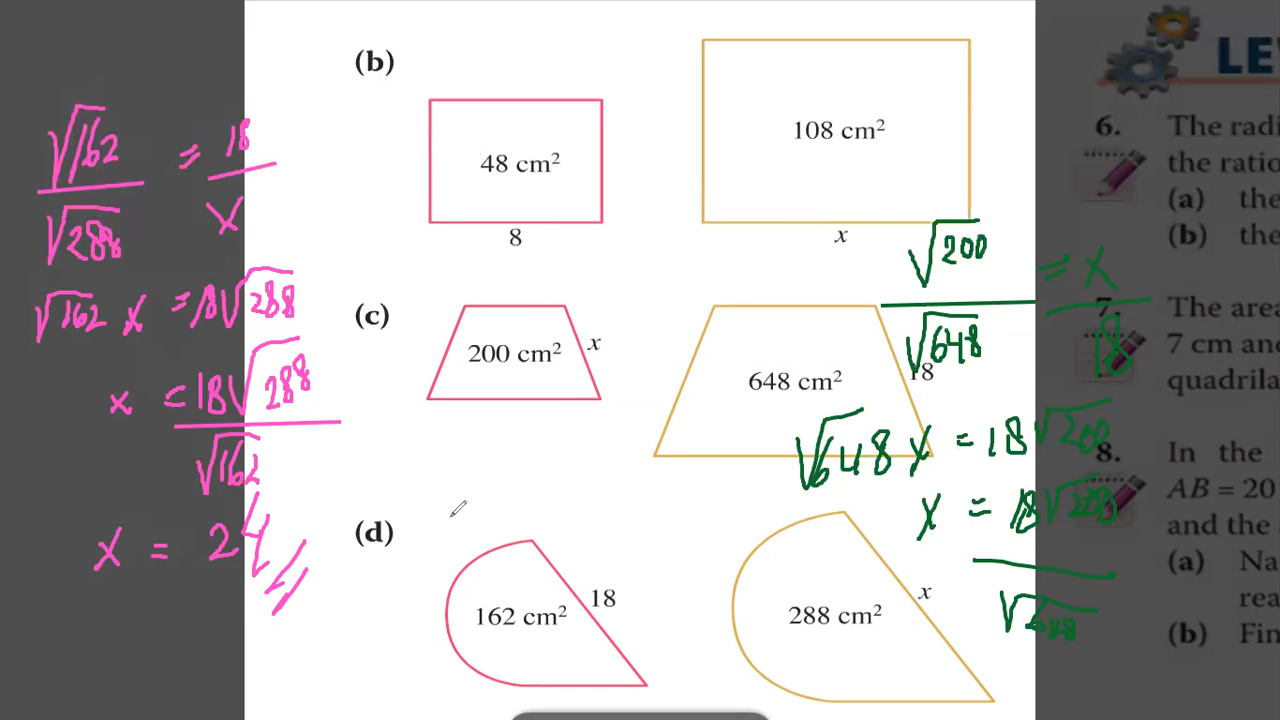 (b)
48 cm²
8
108 cm²
x
(c)
200 cm²
x
648 cm²
18
(d)
162 cm²
18
288 cm²
x
√162 = 18
√288 x
√162 x = 18√288
x = 18√288
√162
x = 24
√200 = x
√648 18
√648 x = 18√200
x = 18√200
√648
LE
6. The radi
the ratio
(a) the
(b) the
7. The area
7 cm and
quadrila
8. In the
AB = 20
and the
(a) Na
rea
(b) Fin